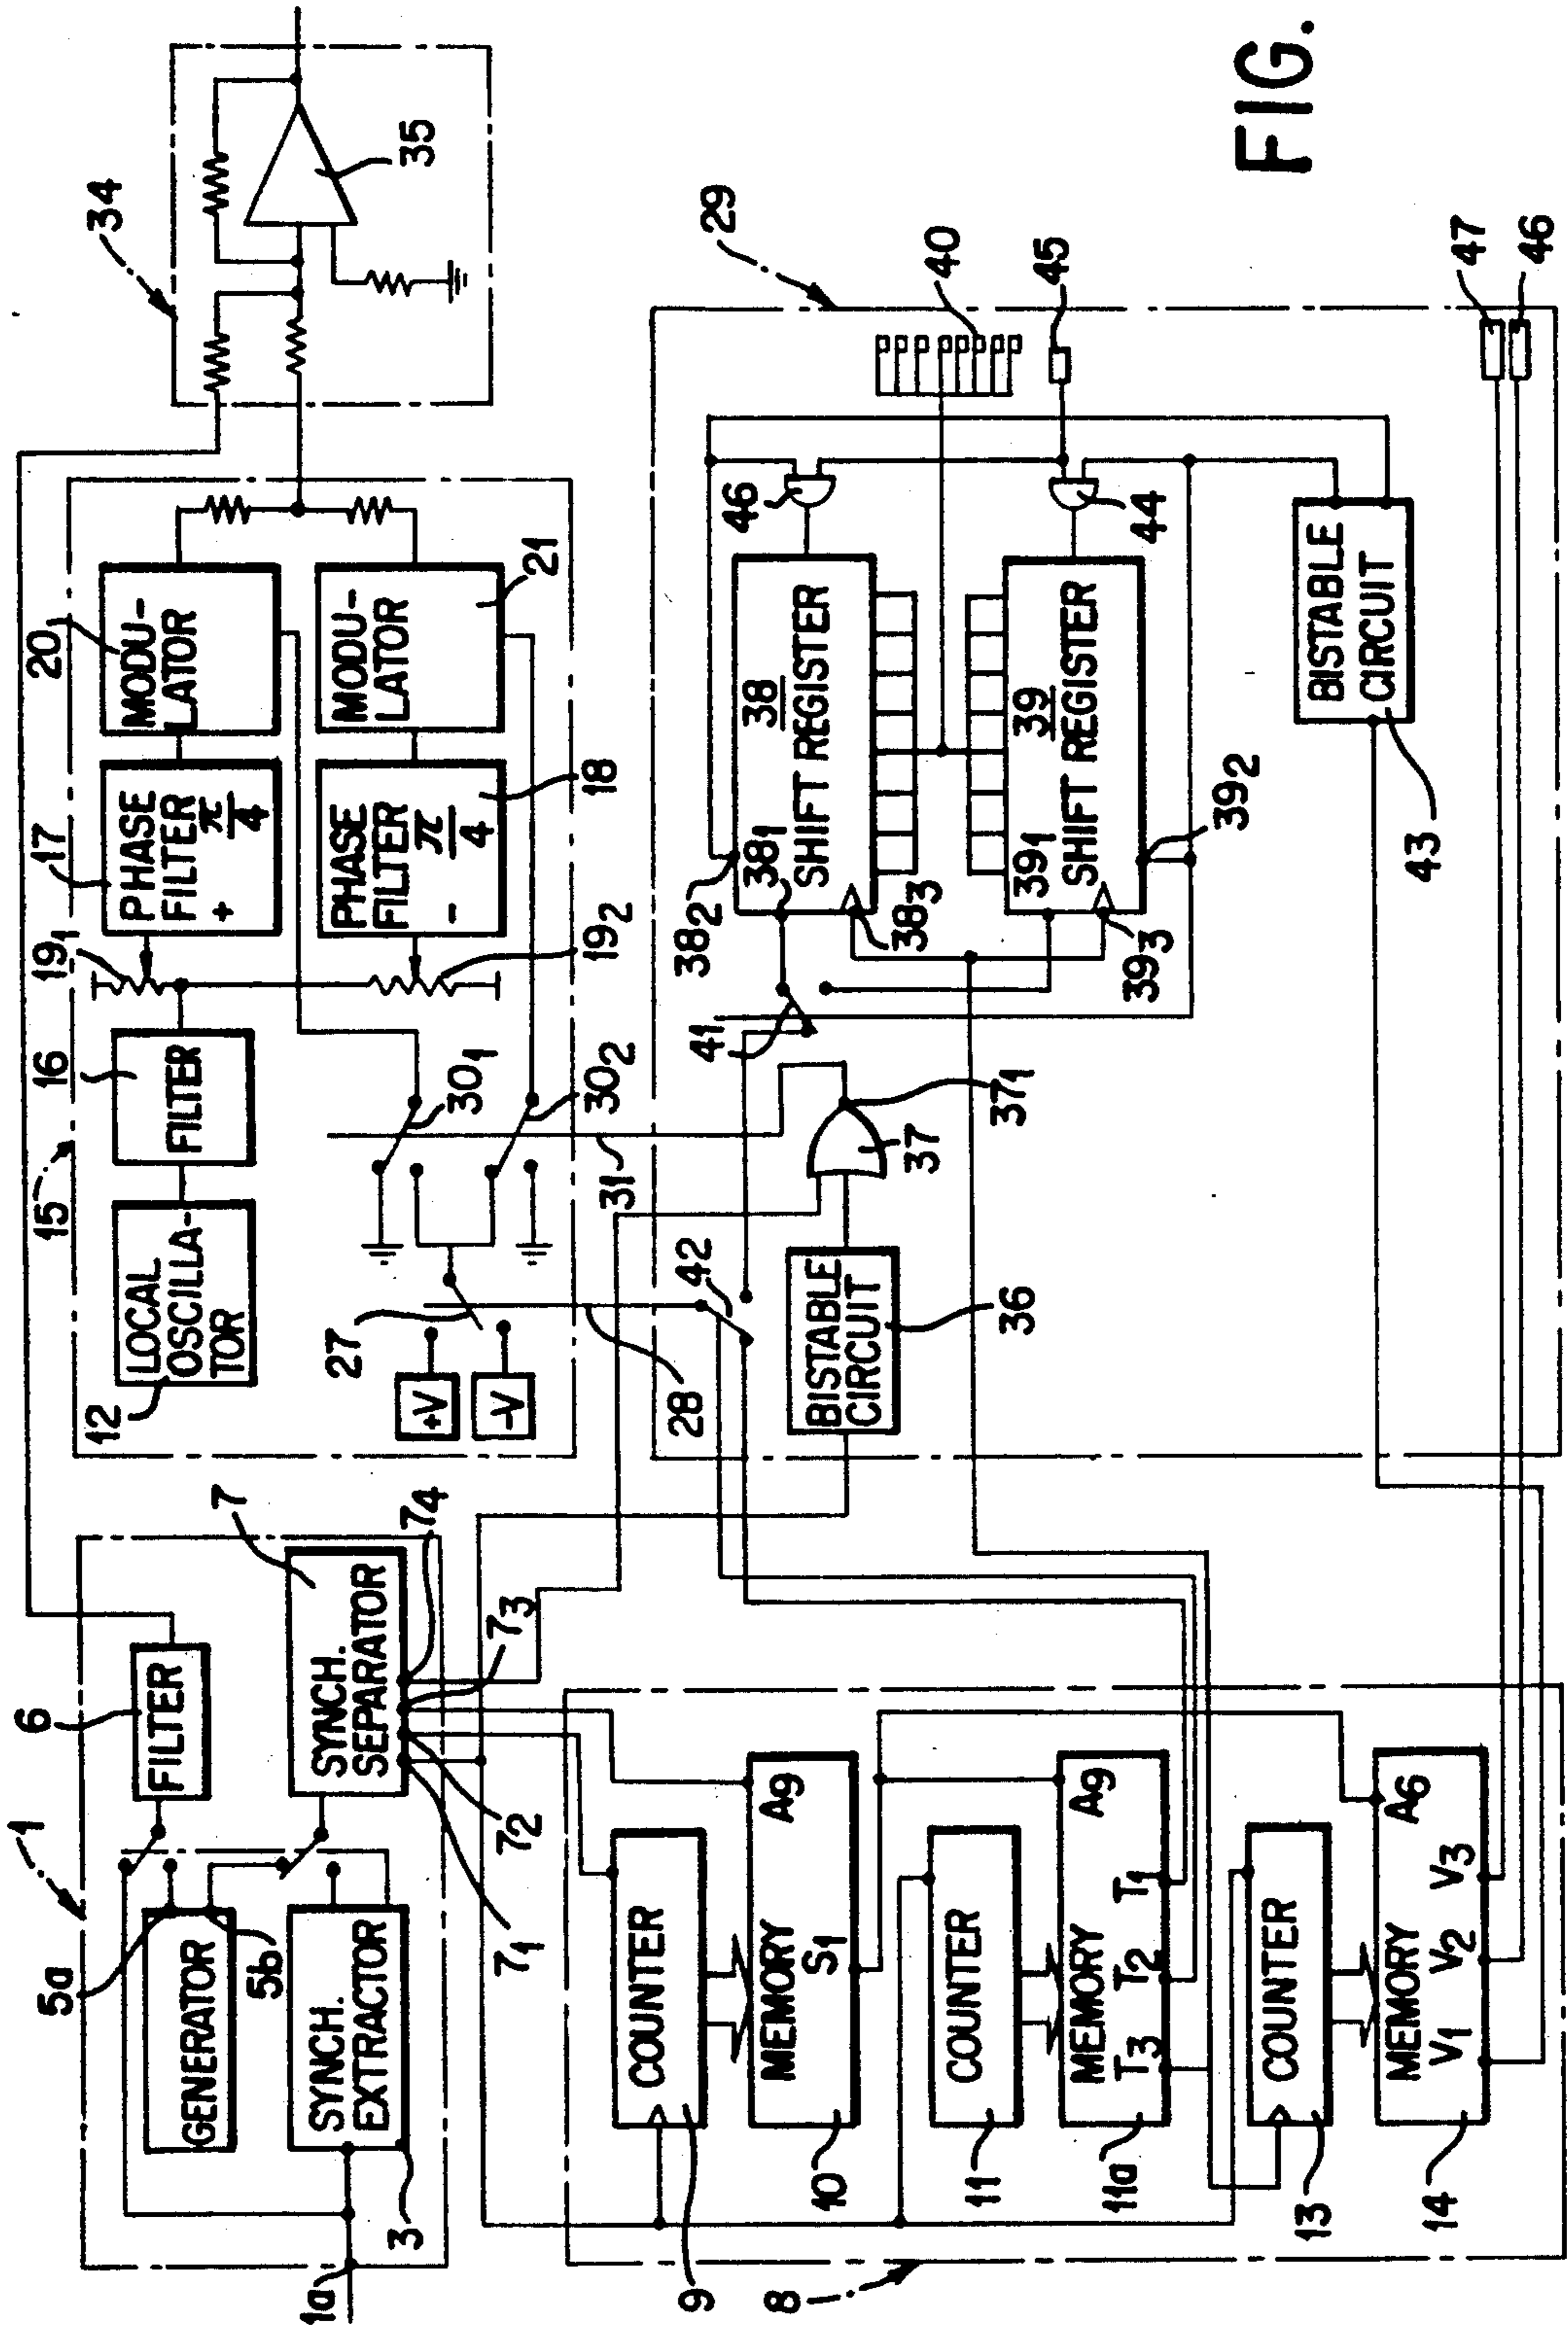 FIG.
1
1a
3
5a
5b
GENERATOR
SYNCH.
EXTRACTOR
6
FILTER
7
SYNCH.
SEPARATOR
7₁
7₂
7₃
7₄
8
9
COUNTER
10
MEMORY
S₁
A₉
11
COUNTER
11a
MEMORY
T₃
T₂
T₁
A₉
13
COUNTER
14
MEMORY
V₁
V₂
V₃
A₆
15
12
LOCAL
OSCILLA-
TOR
16
FILTER
19₁
19₂
17
PHASE
FILTER
+ π/4
18
PHASE
FILTER
- π/4
20
MODU-
LATOR
21
MODU-
LATOR
27
+V
-V
28
30₁
30₂
31
34
35
29
36
BISTABLE
CIRCUIT
37
37₁
42
41
38
SHIFT REGISTER
38₁
38₂
38₃
39
SHIFT REGISTER
39₁
39₂
39₃
46
44
40
45
BISTABLE
CIRCUIT
43
47
46